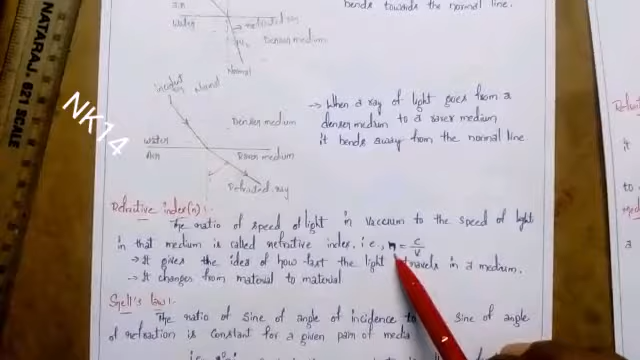 Air
bends towards the normal line.
Water
refracted ray
Denser medium
Normal
Incident
→ When a ray of light goes from a
Denser medium
denser medium to a rarer medium
it bends away from the normal line
Water
Air
Rarer medium
Refracted ray
Refractive index(n):-
The ratio of speed of light in vaccum to the speed of light
in that medium is called refractive index. i.e., n = c/v
→ It gives the idea of how fast the light travels in a medium.
→ It changes from material to material
Snell's law:-
The ratio of sine of angle of incidence to sine of angle
of refraction is constant for a given pair of media
NATARAJ. 621 SCALE
NK14